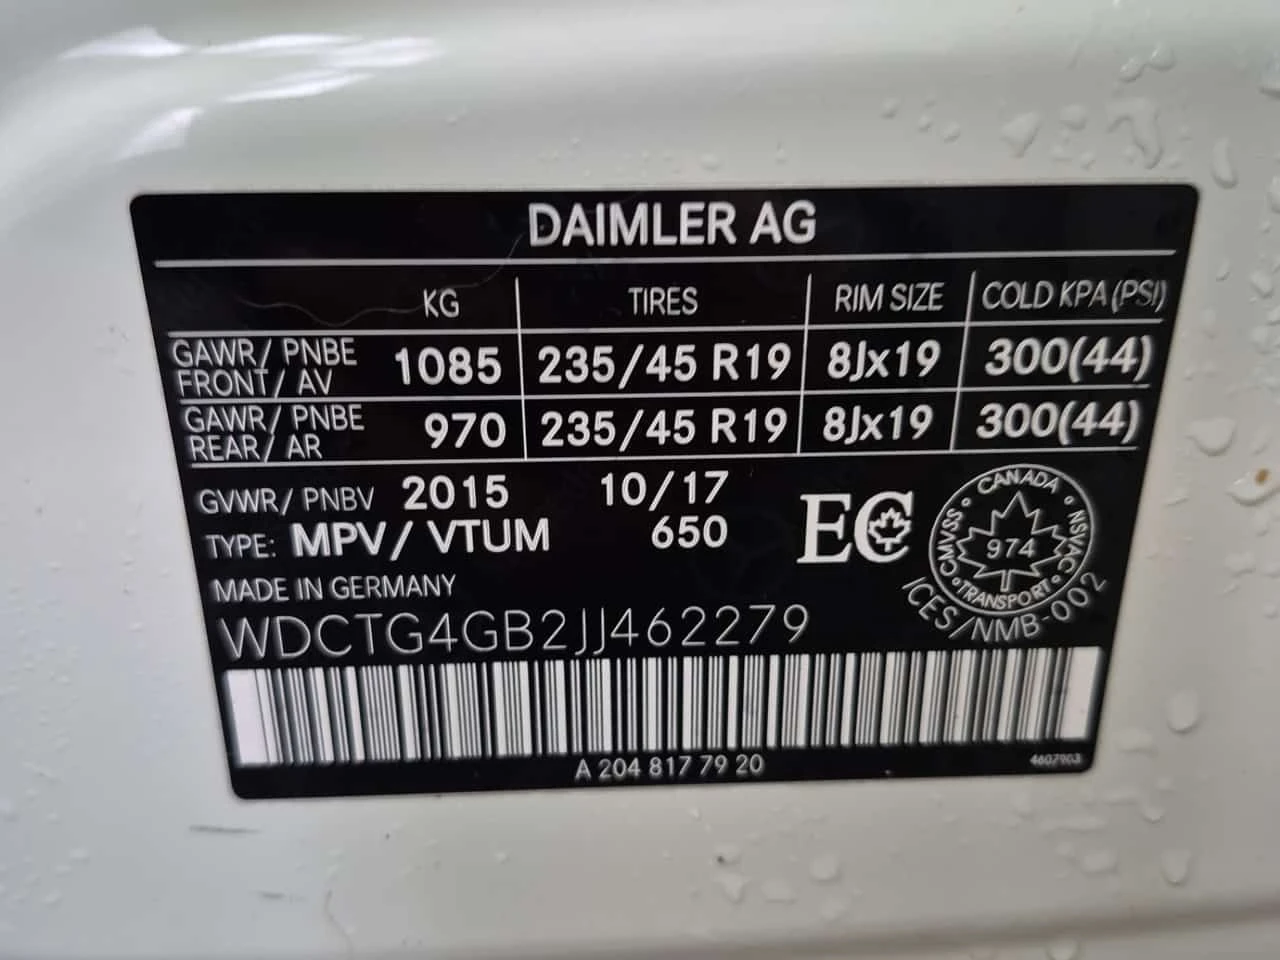 DAIMLER AG
KG TIRES RIM SIZE COLD KPA (PSI)
GAWR/ PNBE
FRONT/ AV 1085 235/45 R19 8Jx19 300(44)
GAWR/ PNBE
REAR/ AR 970 235/45 R19 8Jx19 300(44)
GVWR/ PNBV 2015 10/17
TYPE: MPV/ VTUM 650
EC
CANADA
CMVSS
NSVAC
974
TRANSPORT
ICES/NMB-002
MADE IN GERMANY
WDCTG4GB2JJ462279
A 204 817 79 20
4607903